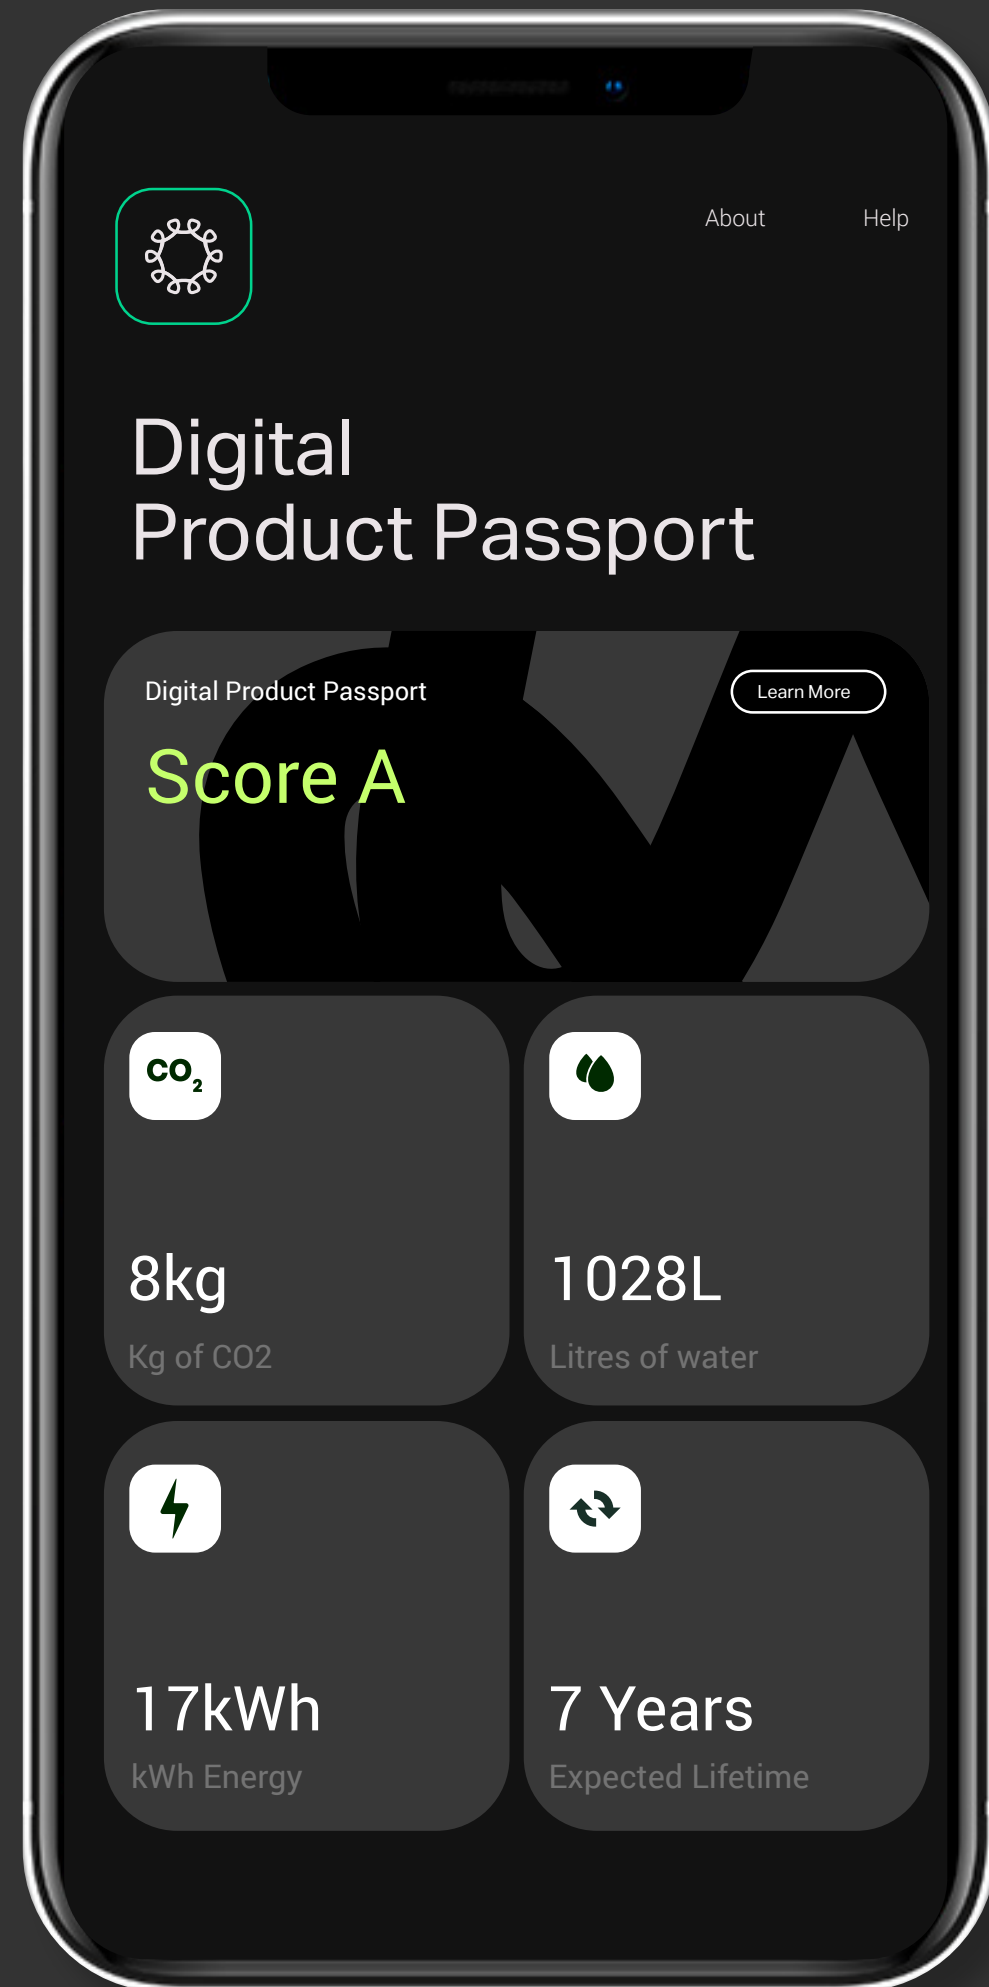 About
Help
Digital
Product Passport
Digital Product Passport
Learn More
Score A
CO2
8kg
Kg of CO2
1028L
Litres of water
17kWh
kWh Energy
7 Years
Expected Lifetime